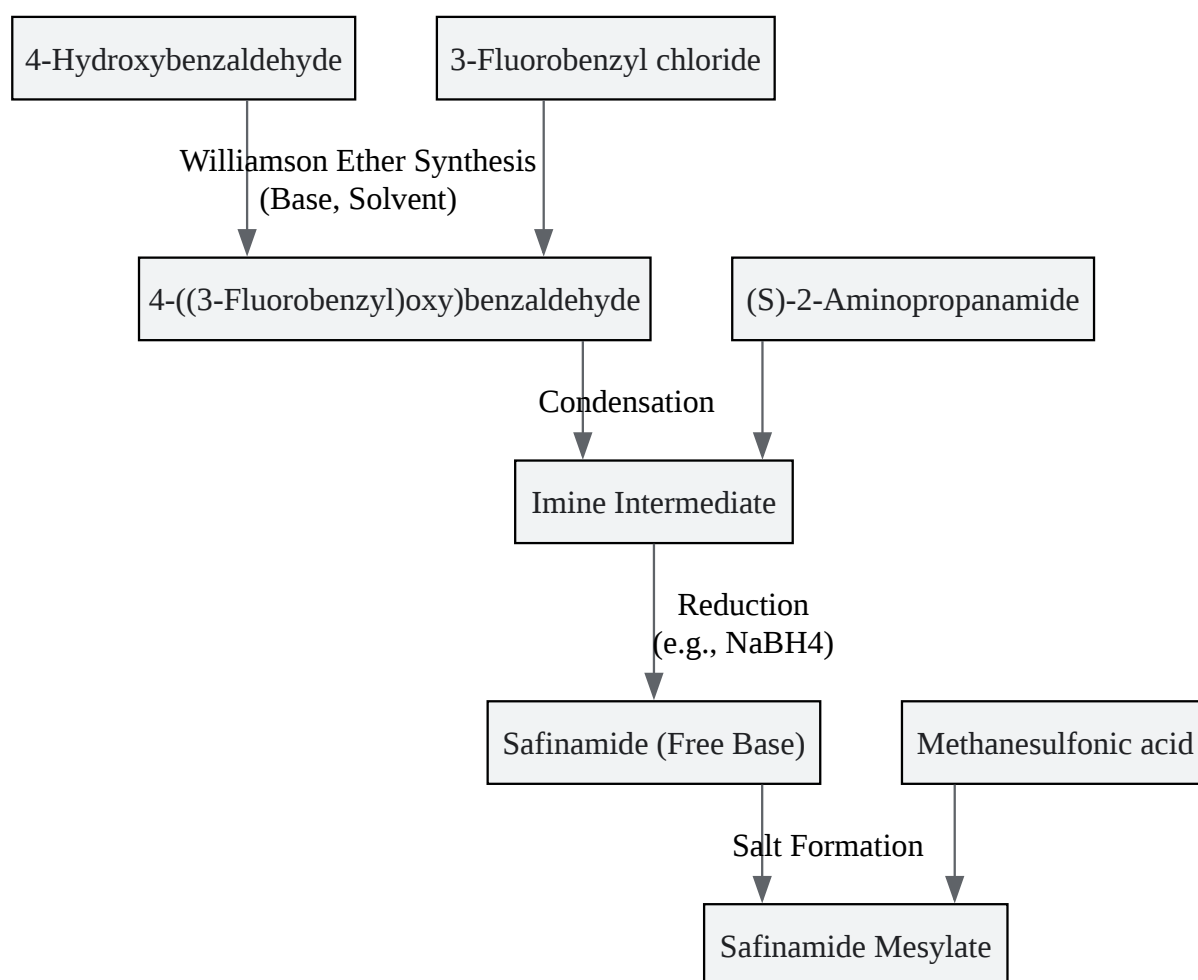 4-Hydroxybenzaldehyde
3-Fluorobenzyl chloride
Williamson Ether Synthesis
(Base, Solvent)
4-((3-Fluorobenzyl)oxy)benzaldehyde
(S)-2-Aminopropanamide
Condensation
Imine Intermediate
Reduction
(e.g., NaBH4)
Safinamide (Free Base)
Methanesulfonic acid
Salt Formation
Safinamide Mesylate